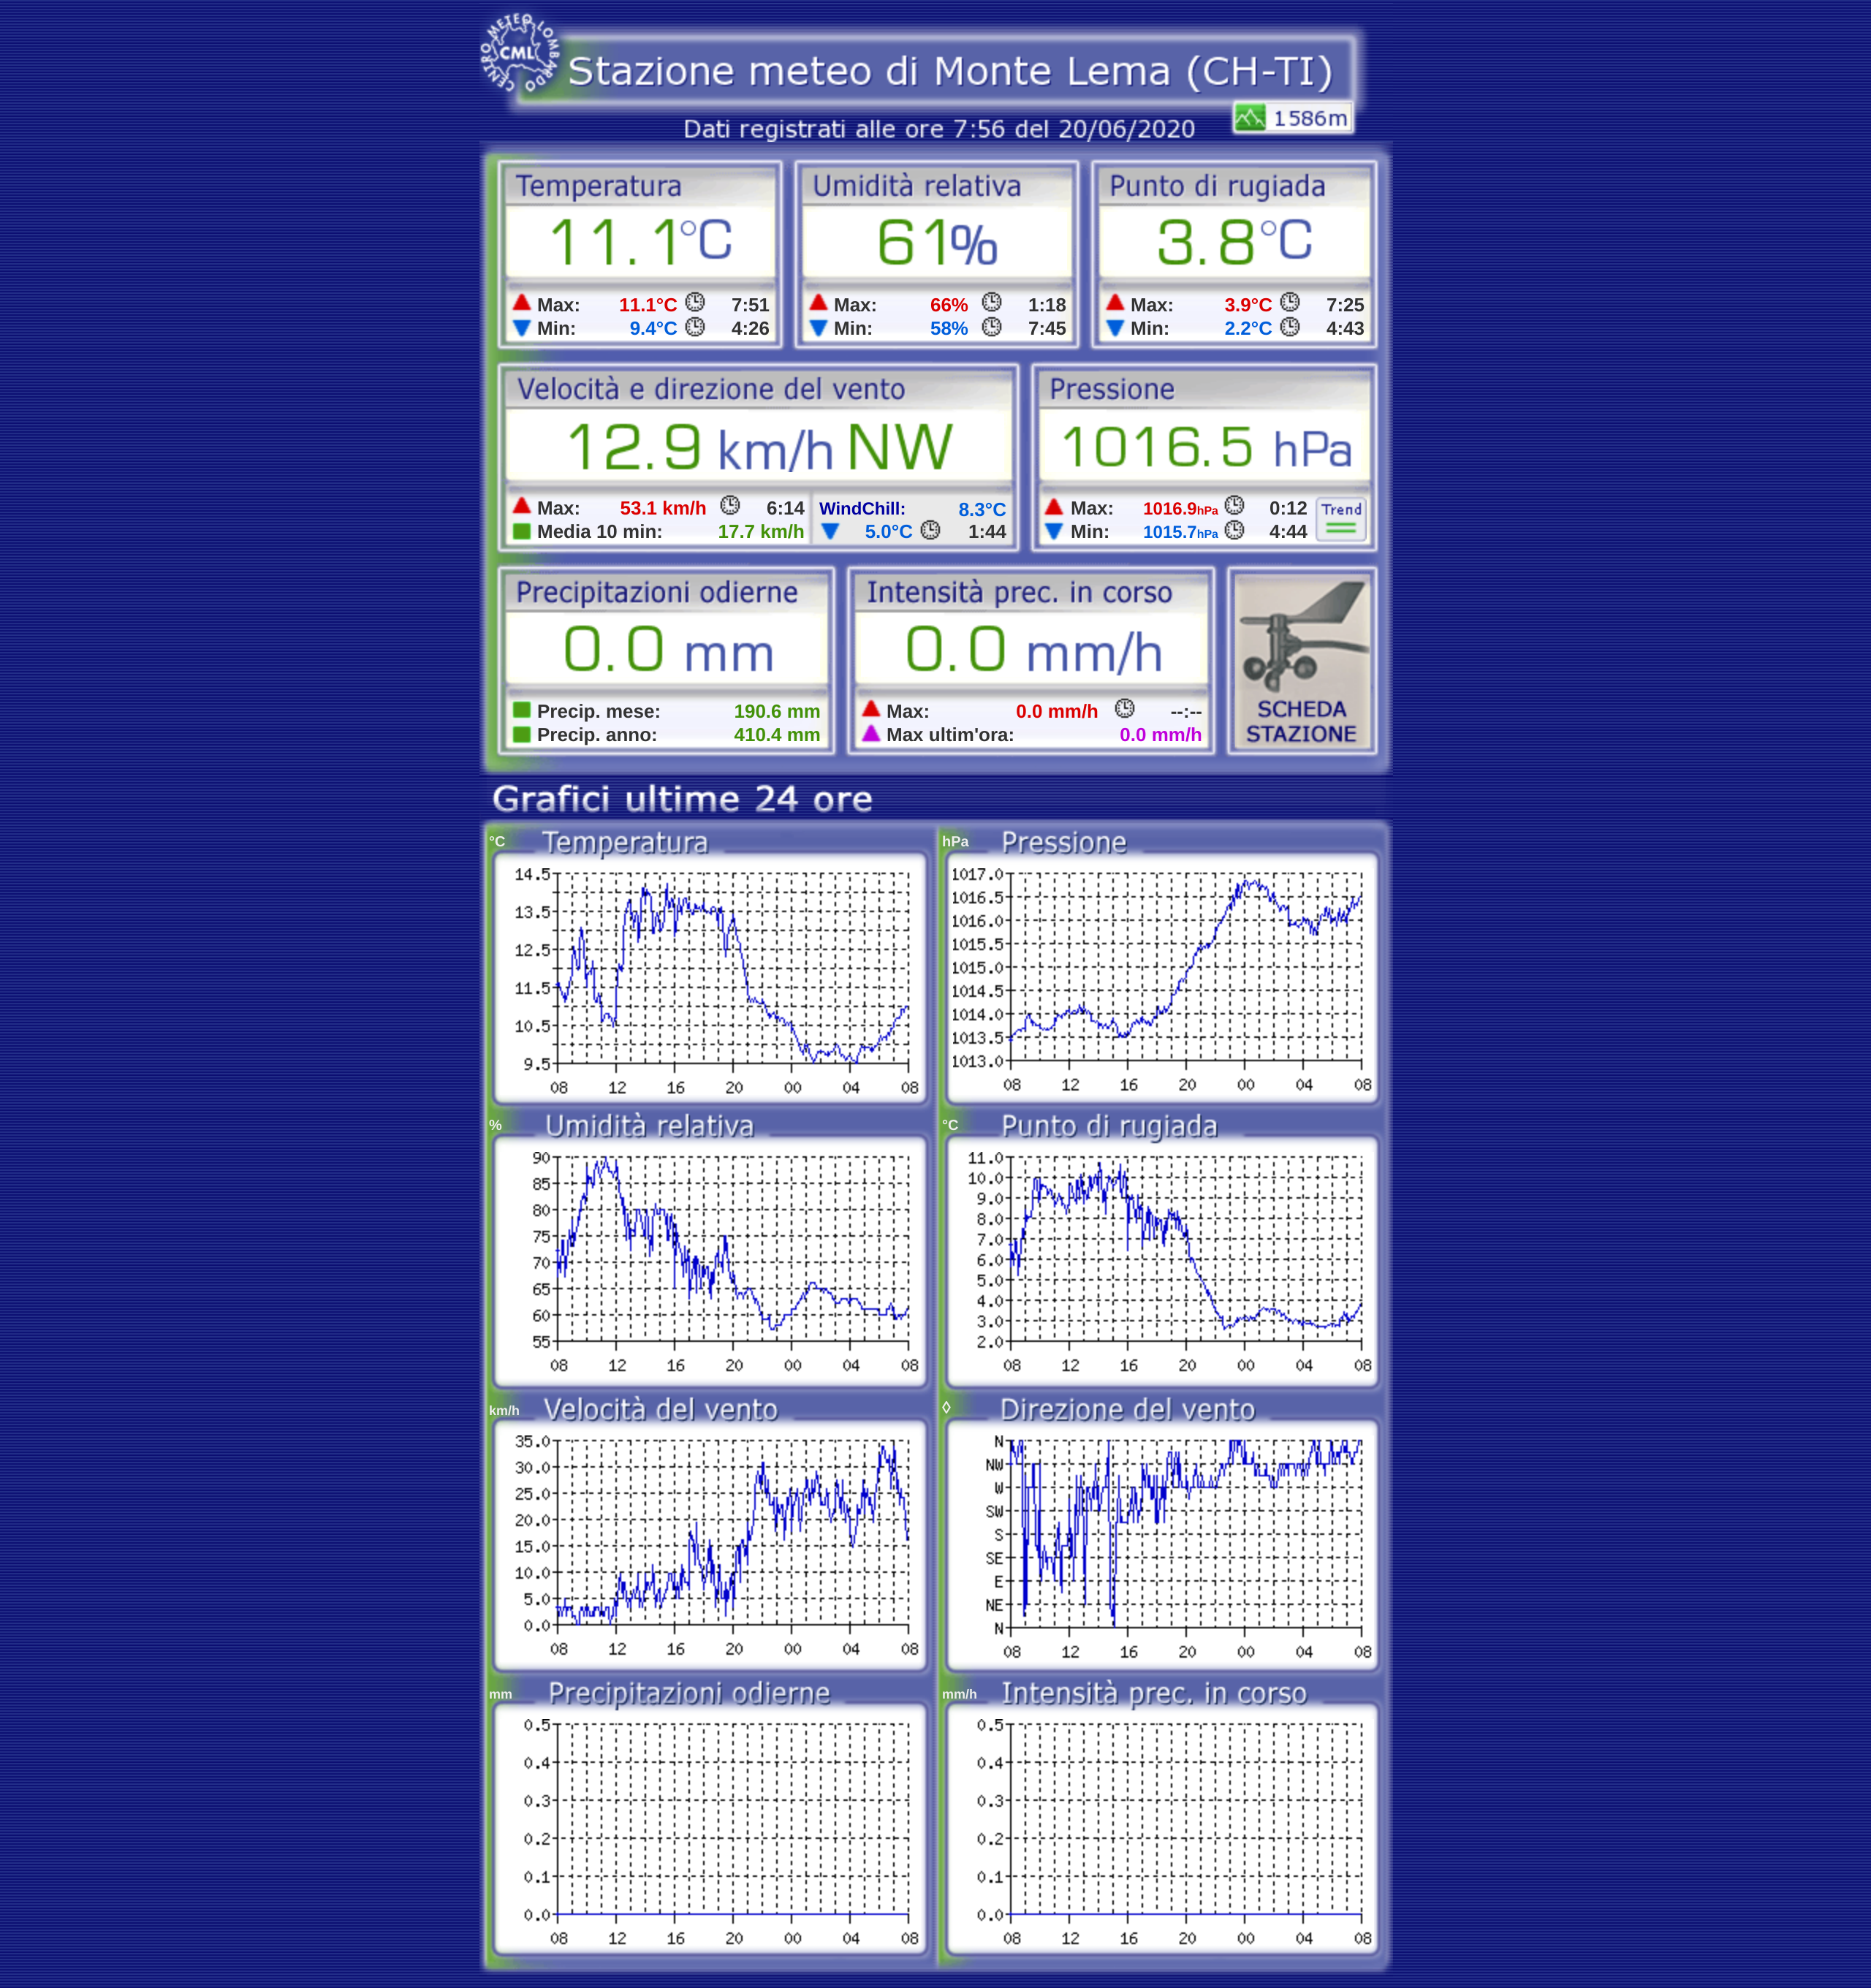 CENTRO METEO LOMBARDO
CML
Stazione meteo di Monte Lema (CH-TI)
1586m
Dati registrati alle ore 7:56 del 20/06/2020
Temperatura
11.1°C
Max: 11.1°C 7:51
Min: 9.4°C 4:26
Umidità relativa
61%
Max: 66% 1:18
Min: 58% 7:45
Punto di rugiada
3.8°C
Max: 3.9°C 7:25
Min: 2.2°C 4:43
Velocità e direzione del vento
12.9 km/h NW
Max: 53.1 km/h 6:14
Media 10 min: 17.7 km/h
WindChill: 8.3°C
5.0°C 1:44
Pressione
1016.5 hPa
Max: 1016.9hPa 0:12
Min: 1015.7hPa 4:44
Trend
Precipitazioni odierne
0.0 mm
Precip. mese: 190.6 mm
Precip. anno: 410.4 mm
Intensità prec. in corso
0.0 mm/h
Max: 0.0 mm/h --:--
Max ultim'ora: 0.0 mm/h
SCHEDA
STAZIONE
Grafici ultime 24 ore
°C Temperatura
14.5
13.5
12.5
11.5
10.5
9.5
08 12 16 20 00 04 08
hPa Pressione
1017.0
1016.5
1016.0
1015.5
1015.0
1014.5
1014.0
1013.5
1013.0
08 12 16 20 00 04 08
% Umidità relativa
90
85
80
75
70
65
60
55
08 12 16 20 00 04 08
°C Punto di rugiada
11.0
10.0
9.0
8.0
7.0
6.0
5.0
4.0
3.0
2.0
08 12 16 20 00 04 08
km/h Velocità del vento
35.0
30.0
25.0
20.0
15.0
10.0
5.0
0.0
08 12 16 20 00 04 08
◊ Direzione del vento
N
NW
W
SW
S
SE
E
NE
N
08 12 16 20 00 04 08
mm Precipitazioni odierne
0.5
0.4
0.3
0.2
0.1
0.0
08 12 16 20 00 04 08
mm/h Intensità prec. in corso
0.5
0.4
0.3
0.2
0.1
0.0
08 12 16 20 00 04 08